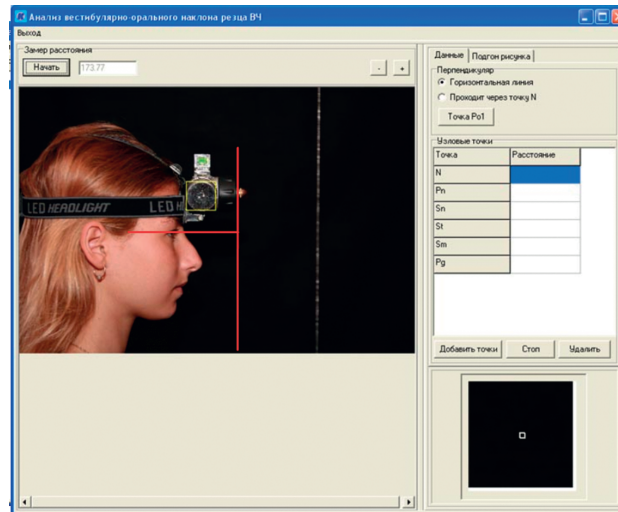 Анализ вестибулярно-орального наклона резца ВЧ
Выход
Замер расстояния
Начать 173.77 - +
LED HEADLIGHT LED H
Данные Подгон рисунка
Перпендикуляр
Горизонтальная линия
Проходит через точку N
Точка Po1
Узловые точки
Точка Расстояние
N
Pn
Sn
St
Sm
Pg
Добавить точки Стоп Удалить